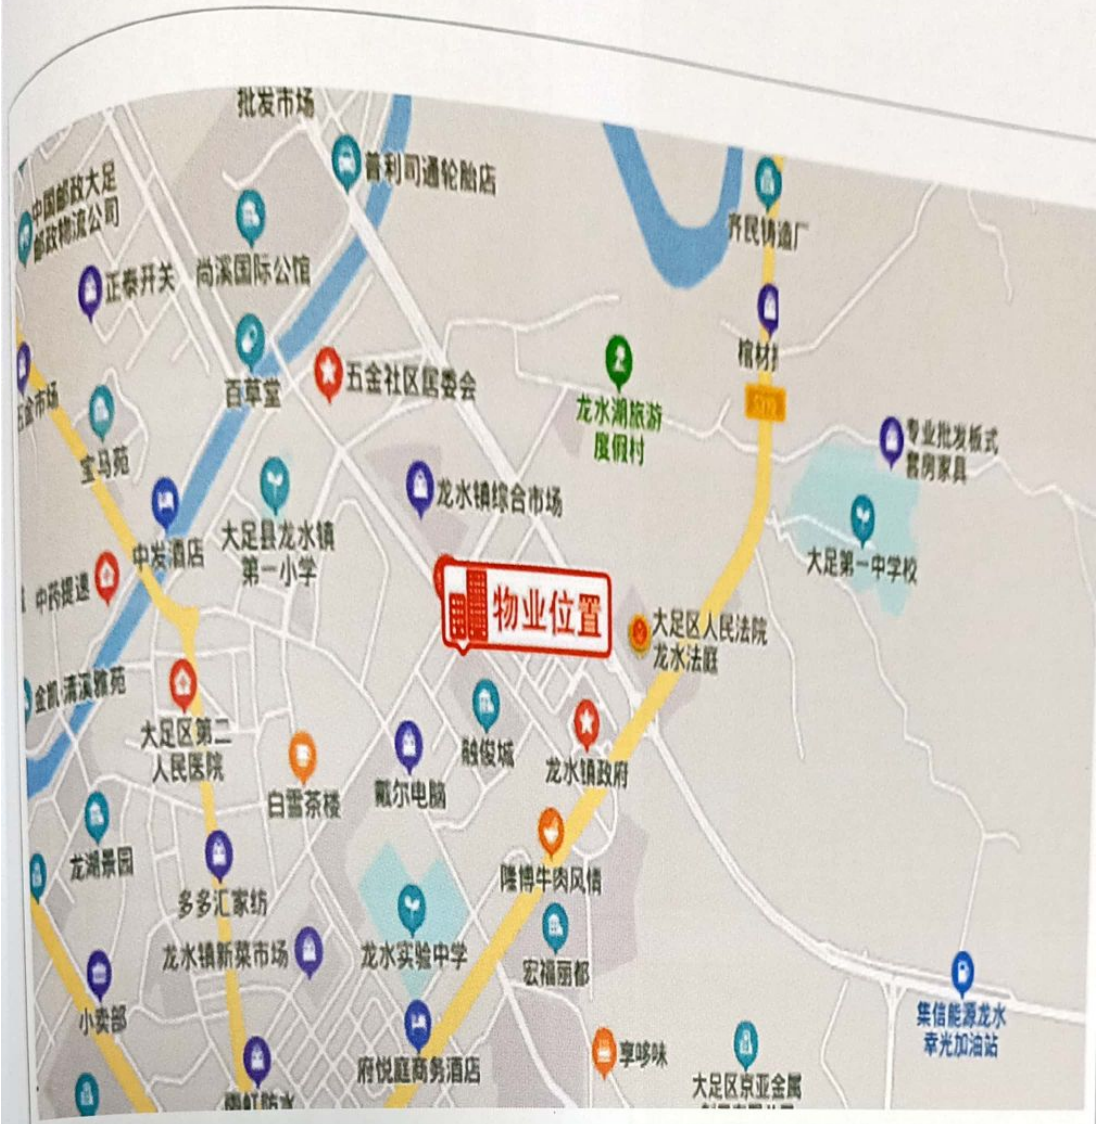 批发市场
普利司通轮胎店
中国邮政大足
邮政物流公司
齐民铸造厂
正泰开关
尚溪国际公馆
棺材
百草堂
五金社区居委会
五金市场
龙水湖旅游
度假村
专业批发板式
套房家具
宝马苑
龙水镇综合市场
大足县龙水镇
第一小学
中发酒店
大足第一中学校
中药提速
物业位置
大足区人民法院
龙水法庭
金凯·清溪雅苑
大足区第二
人民医院
融俊城
龙水镇政府
戴尔电脑
白雪茶楼
龙湖景园
隆博牛肉风情
多多汇家纺
龙水镇新菜市场
龙水实验中学
宏福丽都
小卖部
集信能源龙水
幸光加油站
府悦庭商务酒店
享哆味
大足区京亚金属